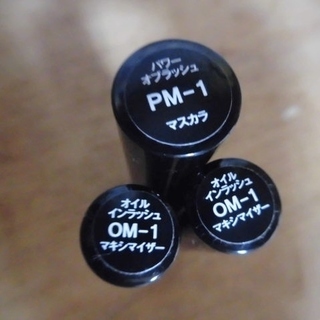 パワー
オブラッシュ
PM-1
マスカラ
オイル
インラッシュ
OM-1
マキシマイザー
オイル
インラッシュ
OM-1
マキシマイザー